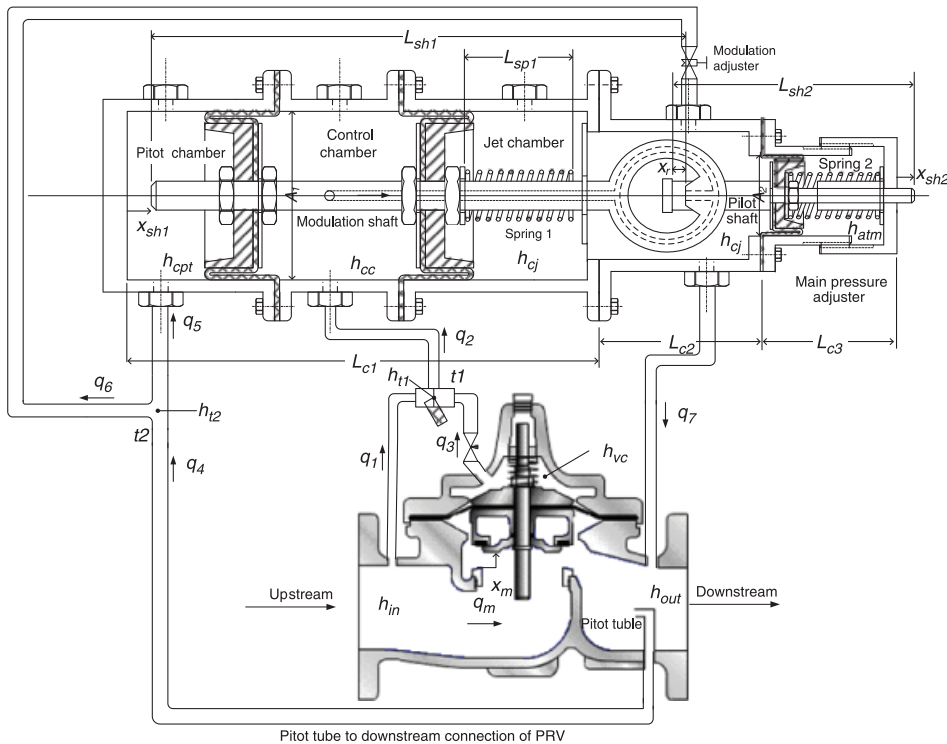 L_sh1
L_sp1
Modulation
adjuster
L_sh2
Pitot chamber
Control
chamber
Jet chamber
Spring 2
x_r
A_1
A_2
x_sh2
x_sh1
Modulation shaft
Pilot
shaft
Spring 1
h_cpt
h_cc
h_cj
h_cj
h_atm
Main pressure
adjuster
q_5
q_2
L_c1
L_c2
L_c3
q_6
h_t1
t1
h_t2
t2
q_7
q_1
q_3
h_vc
q_4
x_m
Upstream
h_in
q_m
Pitot tuble
h_out
Downstream
Pitot tube to downstream connection of PRV